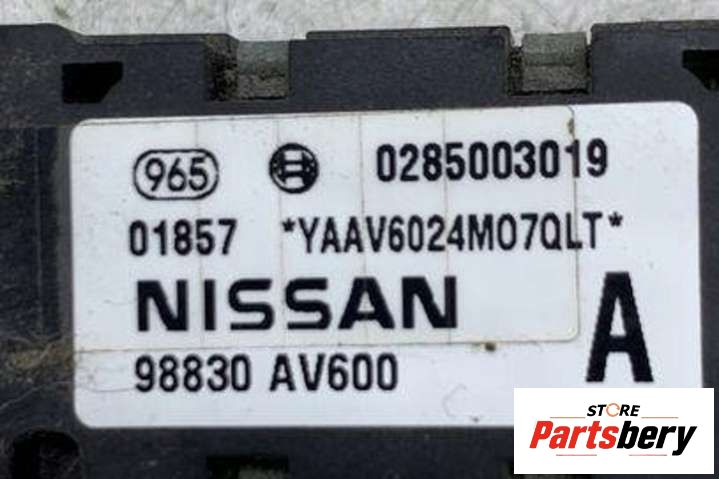 965 0285003019
01857 *YAAV6024M07QLT*
NISSAN
98830 AV600 A
STORE
Partsbery